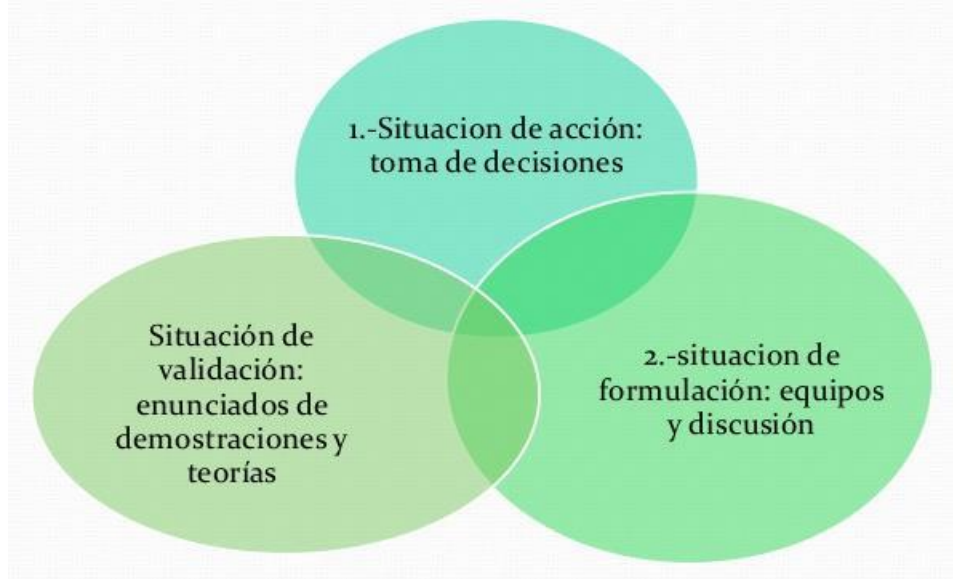 1.-Situacion de acción:
toma de decisiones
2.-situacion de
formulación: equipos
y discusión
Situación de
validación:
enunciados de
demostraciones y
teorías